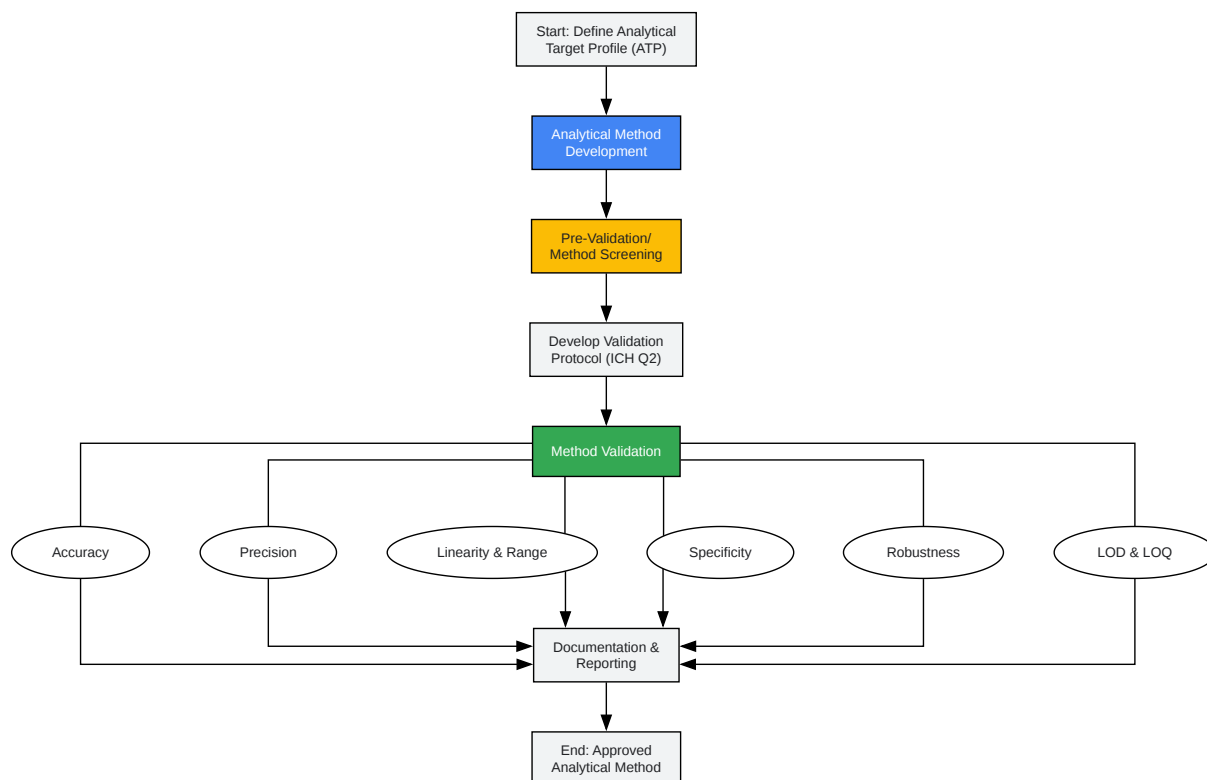 Start: Define Analytical
Target Profile (ATP)
Analytical Method
Development
Pre-Validation/
Method Screening
Develop Validation
Protocol (ICH Q2)
Method Validation
Accuracy
Precision
Linearity & Range
Specificity
Robustness
LOD & LOQ
Documentation &
Reporting
End: Approved
Analytical Method